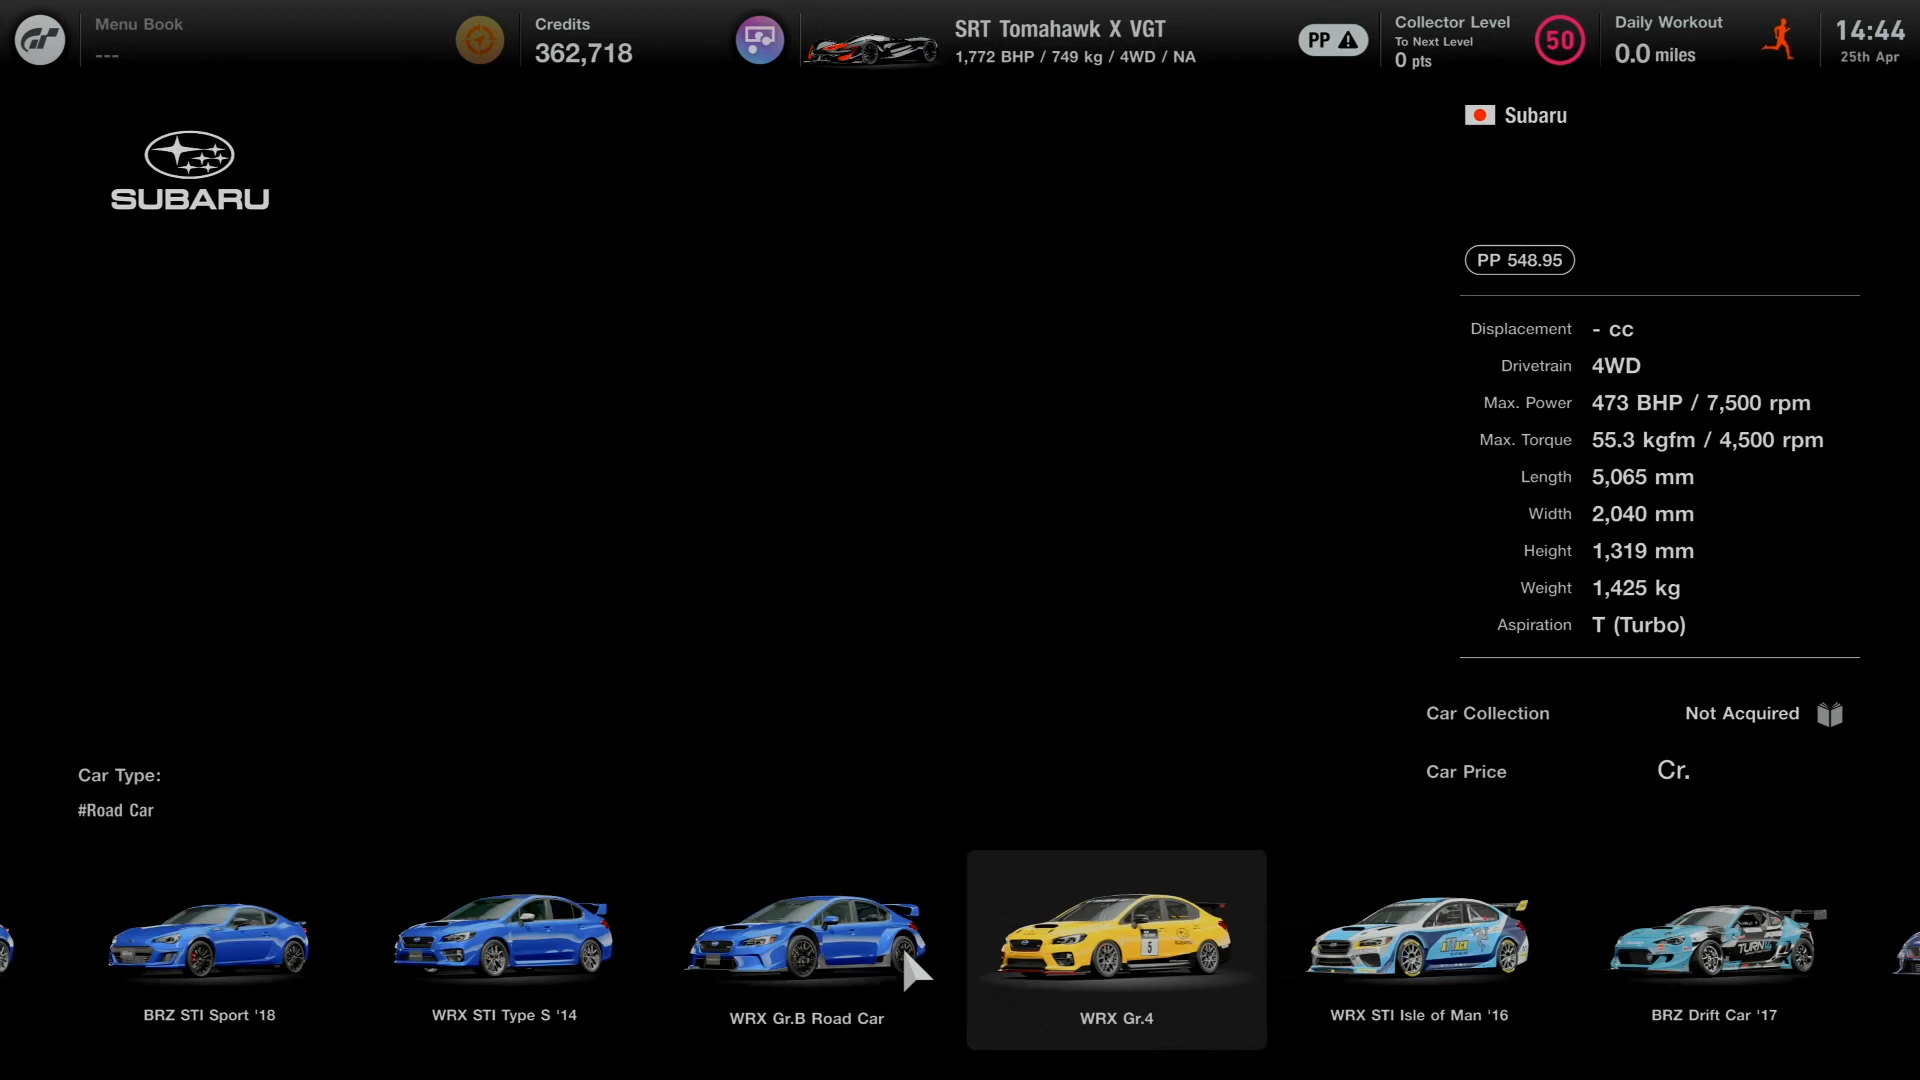 Menu Book
---
Credits
362,718
SRT Tomahawk X VGT
1,772 BHP / 749 kg / 4WD / NA
PP
Collector Level
To Next Level
0 pts
50
Daily Workout
0.0 miles
14:44
25th Apr
SUBARU
Subaru
PP 548.95
Displacement - cc
Drivetrain 4WD
Max. Power 473 BHP / 7,500 rpm
Max. Torque 55.3 kgfm / 4,500 rpm
Length 5,065 mm
Width 2,040 mm
Height 1,319 mm
Weight 1,425 kg
Aspiration T (Turbo)
Car Collection Not Acquired
Car Price Cr.
Car Type:
#Road Car
5
ATTACK
TURN14
BRZ STI Sport '18
WRX STI Type S '14
WRX Gr.B Road Car
WRX Gr.4
WRX STI Isle of Man '16
BRZ Drift Car '17